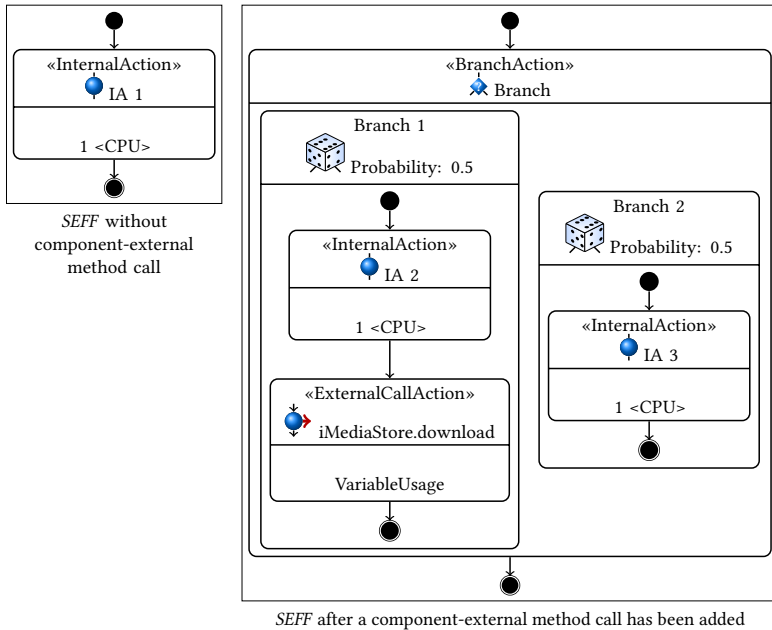 «InternalAction»
IA 1
1 <CPU>
SEFF without
component-external
method call
«BranchAction»
Branch
Branch 1
Probability: 0.5
«InternalAction»
IA 2
1 <CPU>
«ExternalCallAction»
iMediaStore.download
VariableUsage
Branch 2
Probability: 0.5
«InternalAction»
IA 3
1 <CPU>
SEFF after a component-external method call has been added